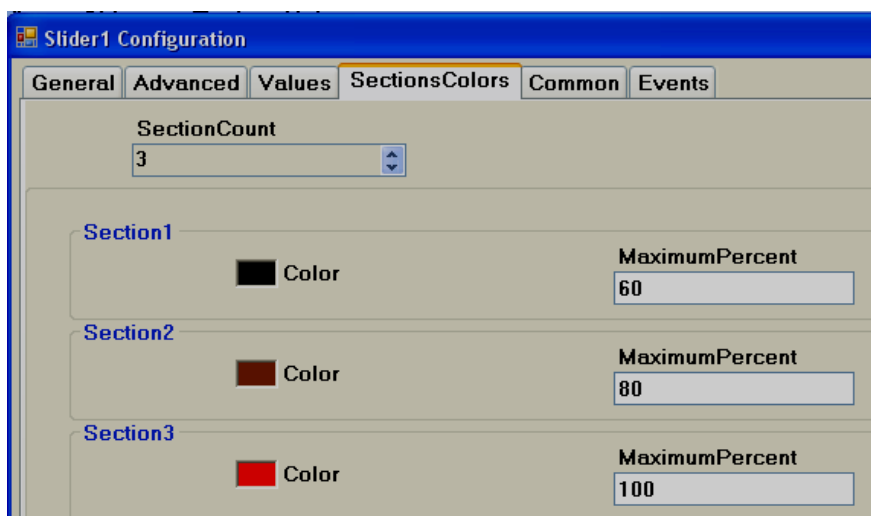 Slider1 Configuration
General Advanced Values SectionsColors Common Events
SectionCount
3
Section1
Color
MaximumPercent
60
Section2
Color
MaximumPercent
80
Section3
Color
MaximumPercent
100